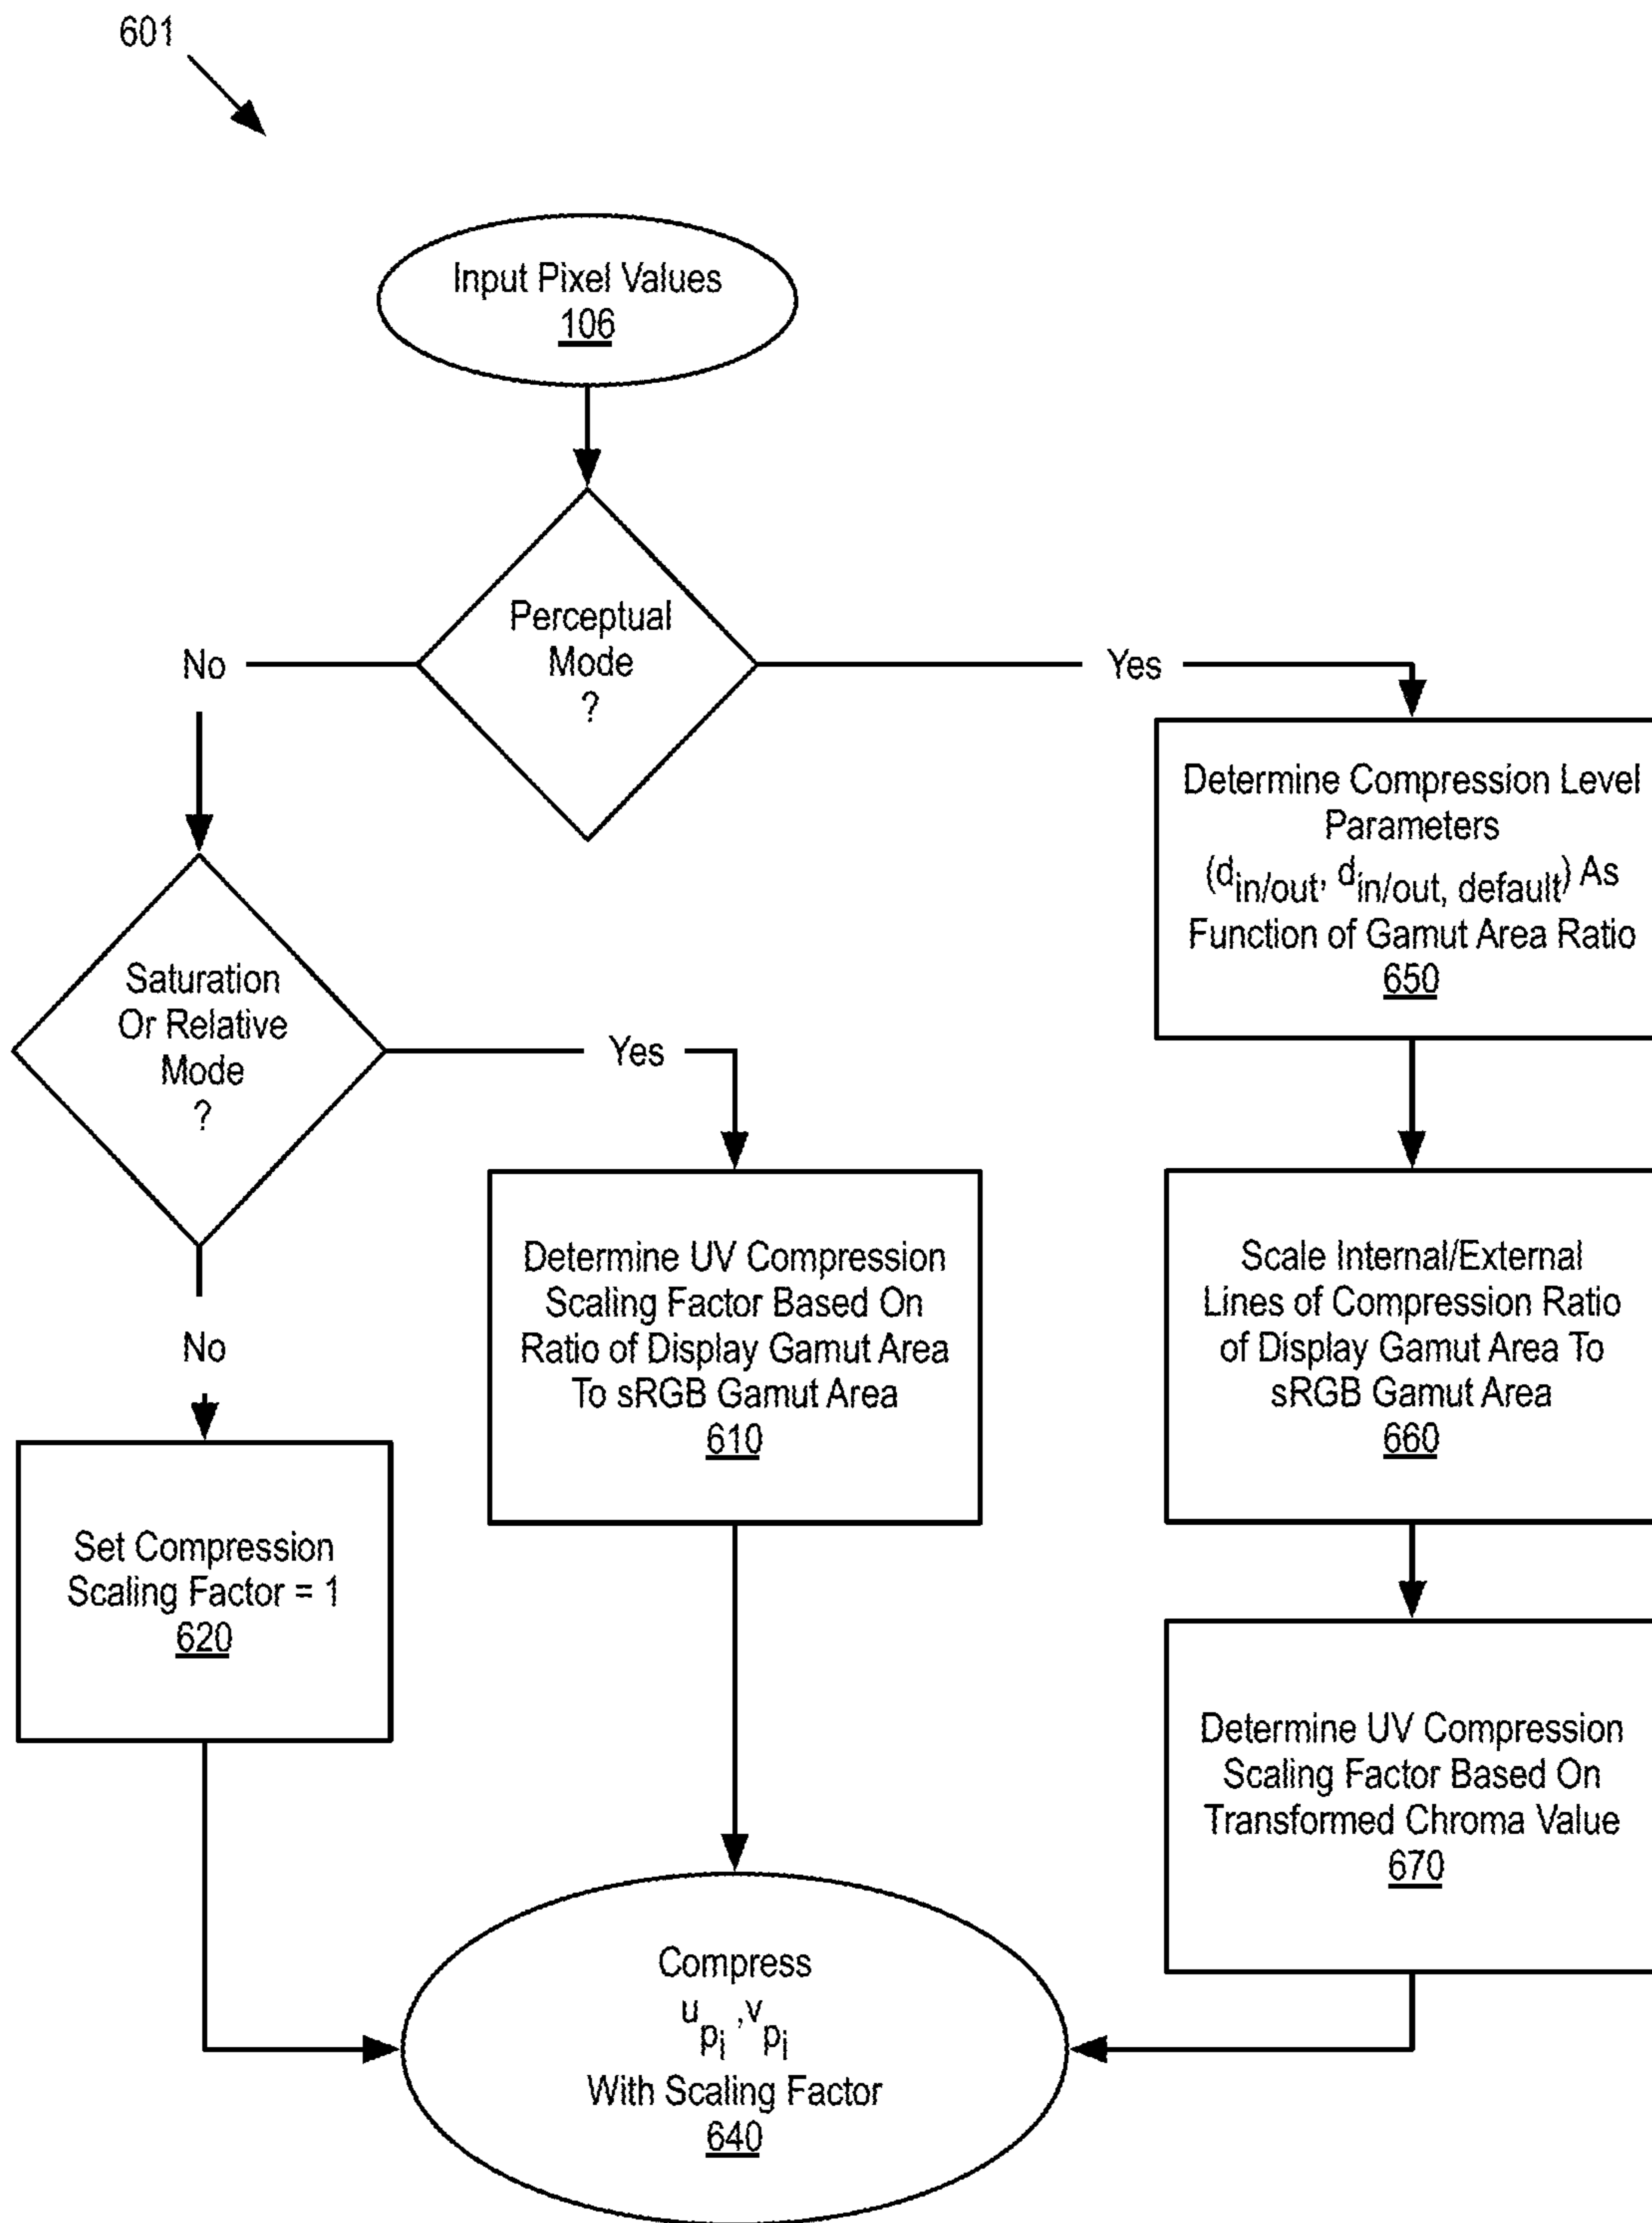 601
Input Pixel Values
106
Perceptual
Mode
?
No
Yes
Determine Compression Level
Parameters
(d_in/out, d_in/out, default) As
Function of Gamut Area Ratio
650
Saturation
Or Relative
Mode
?
Yes
No
Determine UV Compression
Scaling Factor Based On
Ratio of Display Gamut Area
To sRGB Gamut Area
610
Scale Internal/External
Lines of Compression Ratio
of Display Gamut Area To
sRGB Gamut Area
660
Set Compression
Scaling Factor = 1
620
Determine UV Compression
Scaling Factor Based On
Transformed Chroma Value
670
Compress
u_p_i ,v_p_i
With Scaling Factor
640